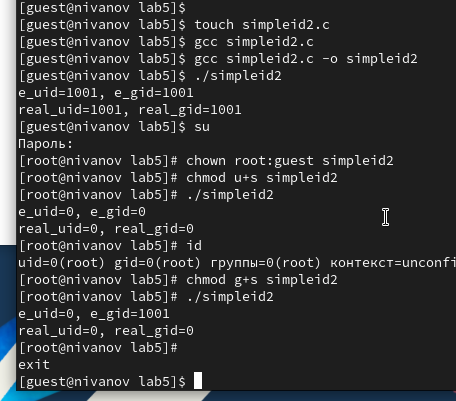 [guest@nivanov lab5]$
[guest@nivanov lab5]$ touch simpleid2.c
[guest@nivanov lab5]$ gcc simpleid2.c
[guest@nivanov lab5]$ gcc simpleid2.c -o simpleid2
[guest@nivanov lab5]$ ./simpleid2
e_uid=1001, e_gid=1001
real_uid=1001, real_gid=1001
[guest@nivanov lab5]$ su
Пароль:
[root@nivanov lab5]# chown root:guest simpleid2
[root@nivanov lab5]# chmod u+s simpleid2
[root@nivanov lab5]# ./simpleid2
e_uid=0, e_gid=0
real_uid=0, real_gid=0
[root@nivanov lab5]# id
uid=0(root) gid=0(root) группы=0(root) контекст=unconfi
[root@nivanov lab5]# chmod g+s simpleid2
[root@nivanov lab5]# ./simpleid2
e_uid=0, e_gid=1001
real_uid=0, real_gid=0
[root@nivanov lab5]#
exit
[guest@nivanov lab5]$